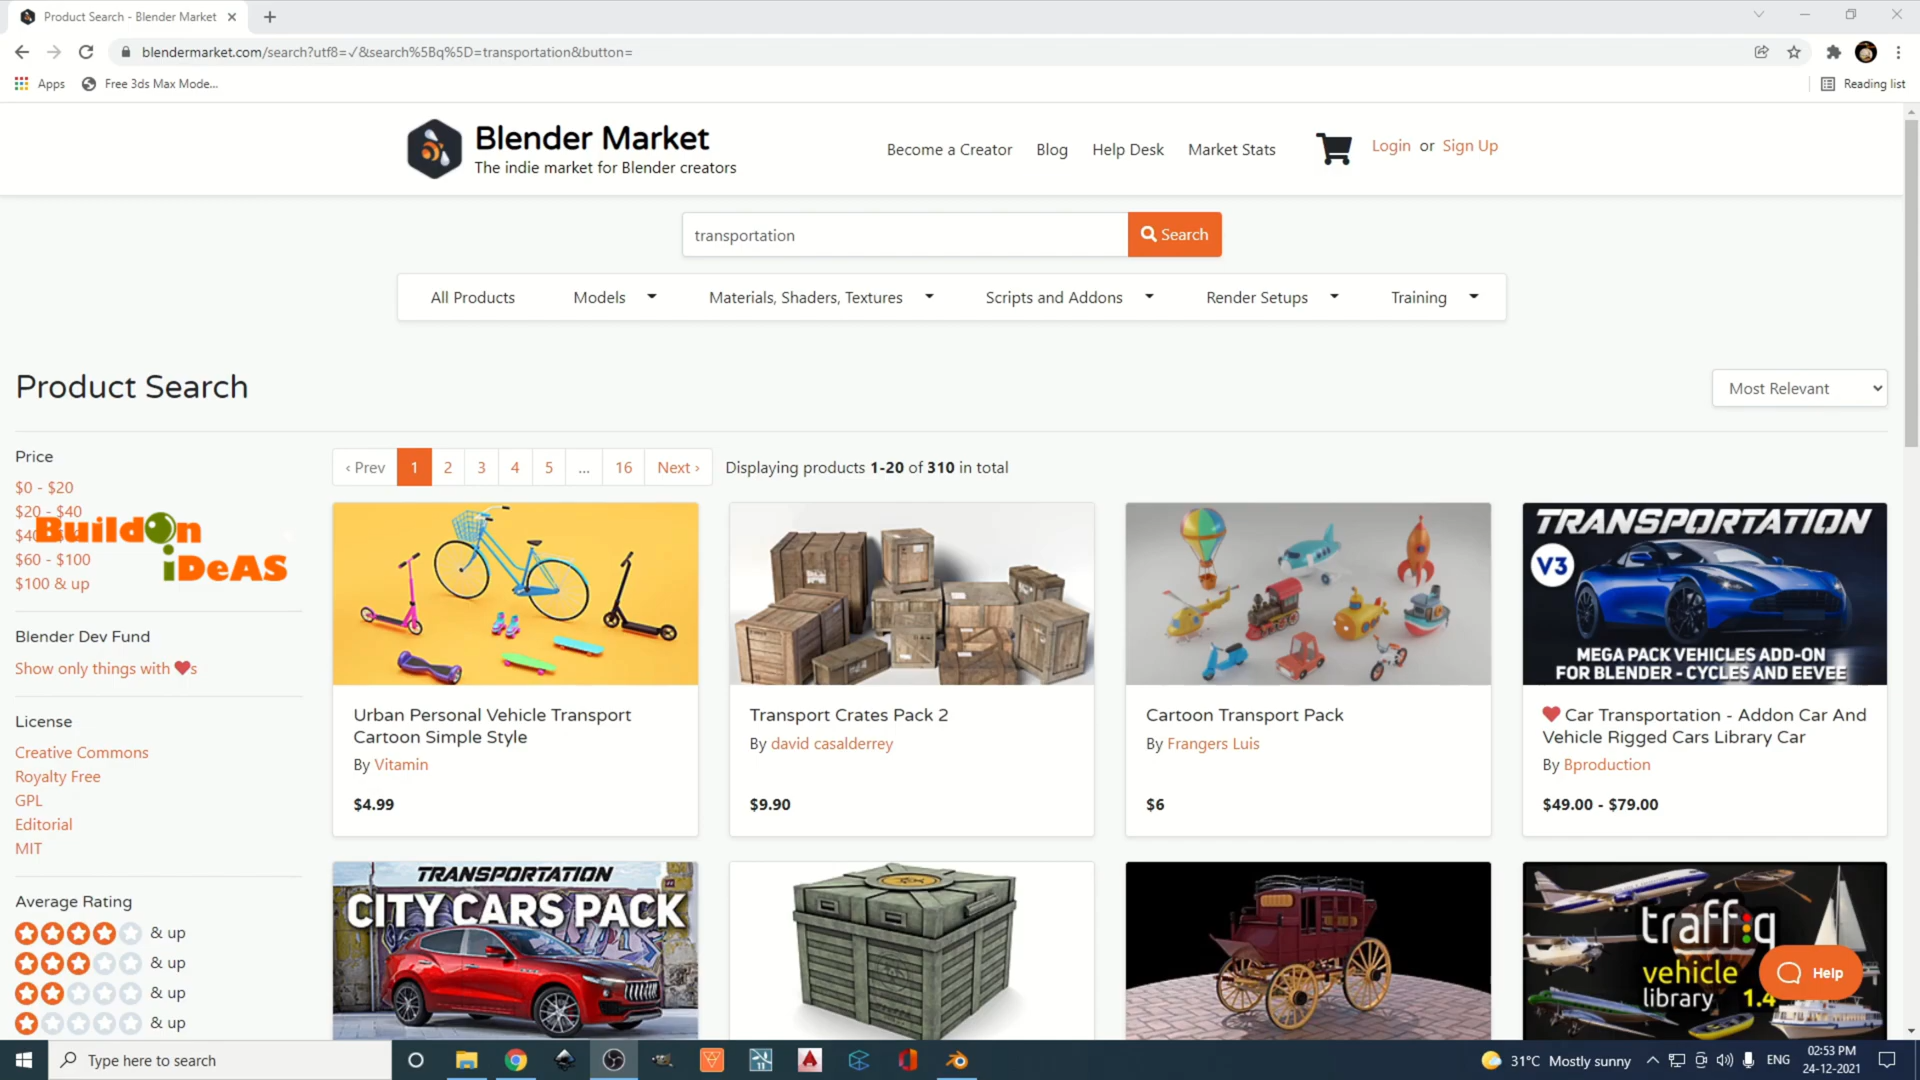 Product Search - Blender Market
blendermarket.com/search?utf8=✓&search%5Bq%5D=transportation&button=
Apps
Free 3ds Max Mode...
Reading list
Blender Market
The indie market for Blender creators
Become a Creator
Blog
Help Desk
Market Stats
Login or Sign Up
transportation
Search
All Products
Models
Materials, Shaders, Textures
Scripts and Addons
Render Setups
Training
Product Search
Most Relevant
Price
$0 - $20
$20 - $40
$60 - $100
$100 & up
BuildOn
iDeAS
Blender Dev Fund
Show only things with ❤s
License
Creative Commons
Royalty Free
GPL
Editorial
MIT
Average Rating
& up
& up
& up
& up
‹ Prev 1 2 3 4 5 ... 16 Next ›
Displaying products 1-20 of 310 in total
Urban Personal Vehicle Transport
Cartoon Simple Style
By Vitamin
$4.99
Transport Crates Pack 2
By david casalderrey
$9.90
Cartoon Transport Pack
By Frangers Luis
$6
TRANSPORTATION
V3
MEGA PACK VEHICLES ADD-ON
FOR BLENDER - CYCLES AND EEVEE
❤ Car Transportation - Addon Car And
Vehicle Rigged Cars Library Car
By Bproduction
$49.00 - $79.00
TRANSPORTATION
CITY CARS PACK
traffiq
vehicle
library 1.4
Help
Type here to search
31°C Mostly sunny
ENG
02:53 PM
24-12-2021